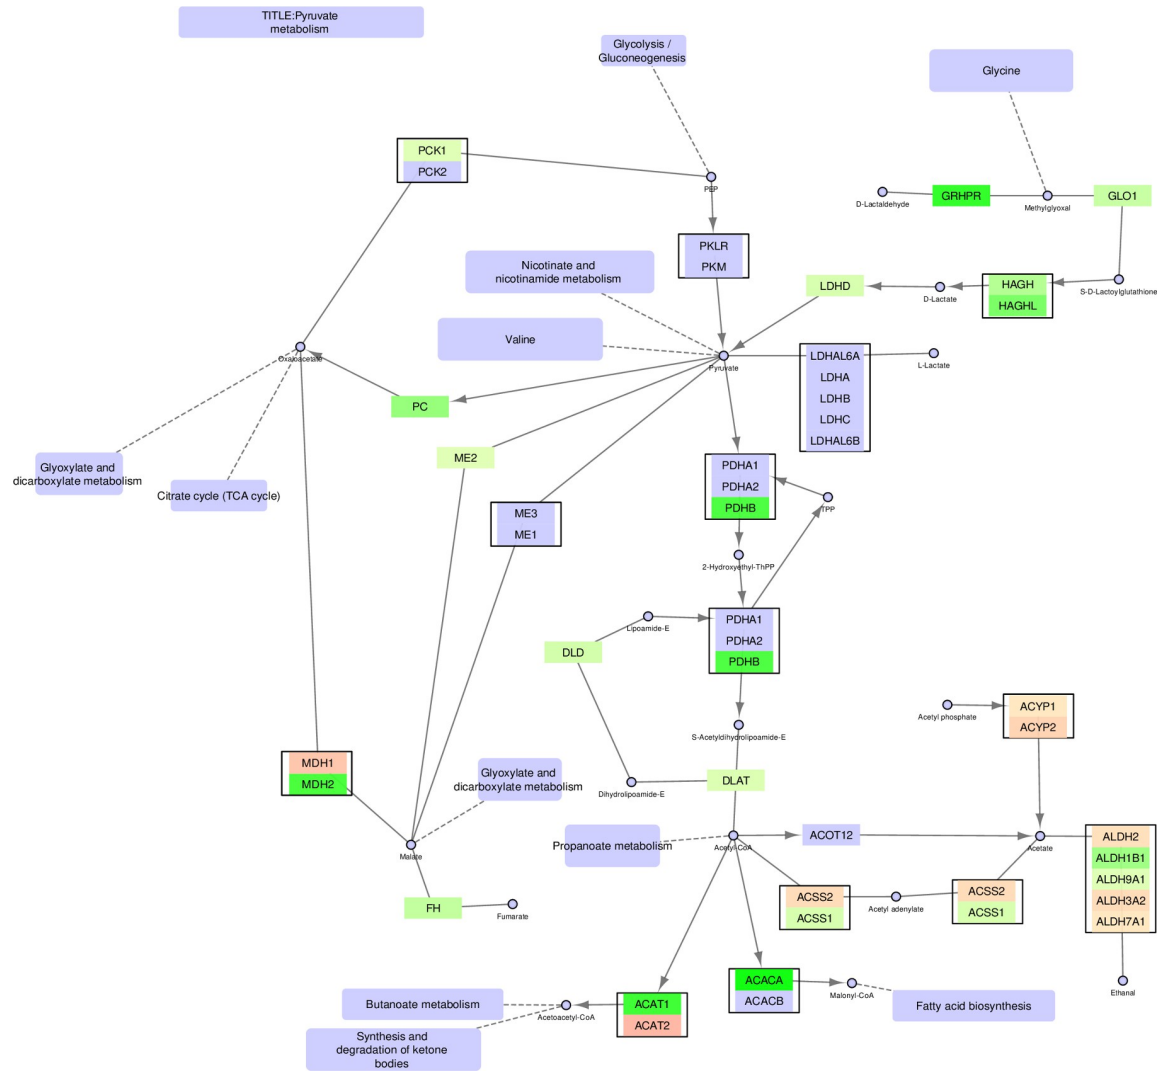 TITLE:Pyruvate
metabolism
Glycolysis /
Gluconeogenesis
Glycine
PCK1
PCK2
PEP
D-Lactaldehyde
GRHPR
Methylglyoxal
GLO1
PKLR
PKM
Nicotinate and
nicotinamide metabolism
LDHD
D-Lactate
HAGH
HAGHL
S-D-Lactoylglutathione
Valine
Oxaloacetate
Pyruvate
LDHAL6A
LDHA
LDHB
LDHC
LDHAL6B
L-Lactate
PC
ME2
Glyoxylate and
dicarboxylate metabolism
Citrate cycle (TCA cycle)
PDHA1
PDHA2
PDHB
TPP
ME3
ME1
2-Hydroxyethyl-ThPP
Lipoamide-E
PDHA1
PDHA2
PDHB
DLD
Acetyl phosphate
ACYP1
ACYP2
S-Acetyldihydrolipoamide-E
MDH1
MDH2
Glyoxylate and
dicarboxylate metabolism
Dihydrolipoamide-E
DLAT
Propanoate metabolism
Acetyl-CoA
ACOT12
Acetate
ALDH2
ALDH1B1
ALDH9A1
ALDH3A2
ALDH7A1
Malate
ACSS2
ACSS1
Acetyl adenylate
ACSS2
ACSS1
FH
Fumarate
Ethanal
ACACA
ACACB
Malonyl-CoA
Fatty acid biosynthesis
Butanoate metabolism
Acetoacetyl-CoA
ACAT1
ACAT2
Synthesis and
degradation of ketone
bodies